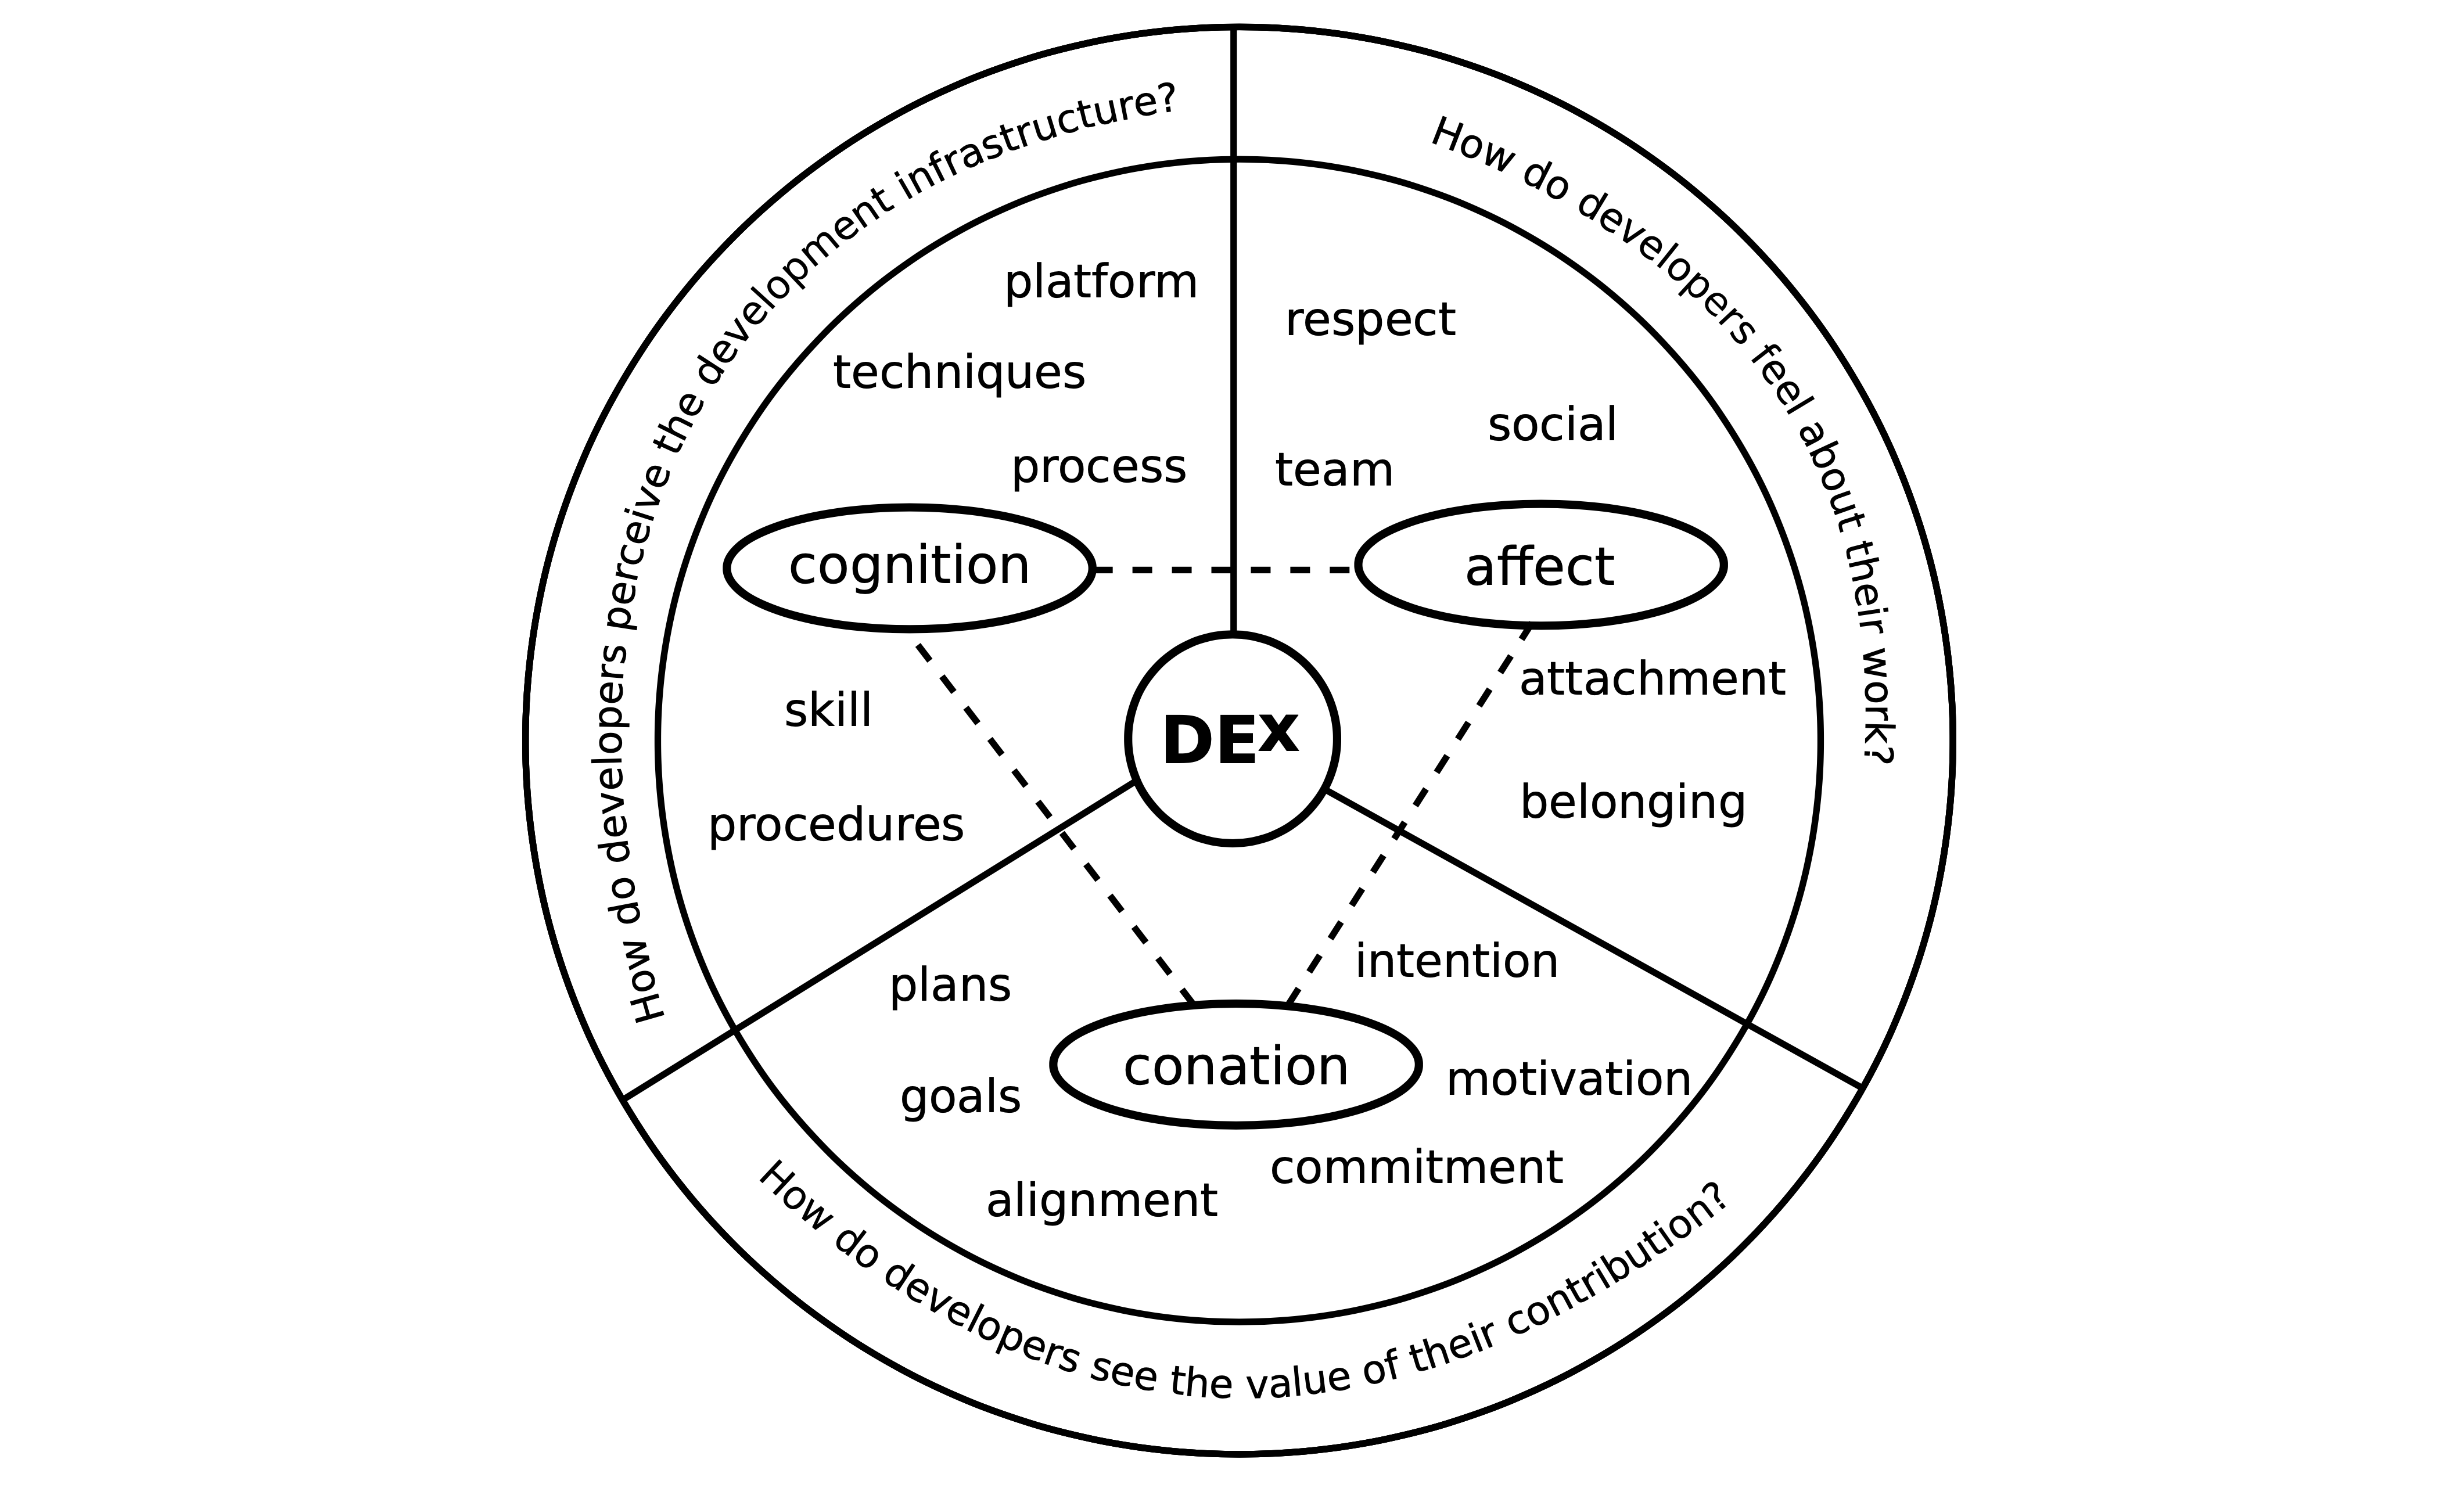 How do developers perceive the development infrastructure?
How do developers feel about their work?
platform
respect
techniques
social
process
team
cognition
affect
attachment
skill
DEX
belonging
procedures
intention
plans
conation
motivation
goals
commitment
alignment
How do developers see the value of their contribution?